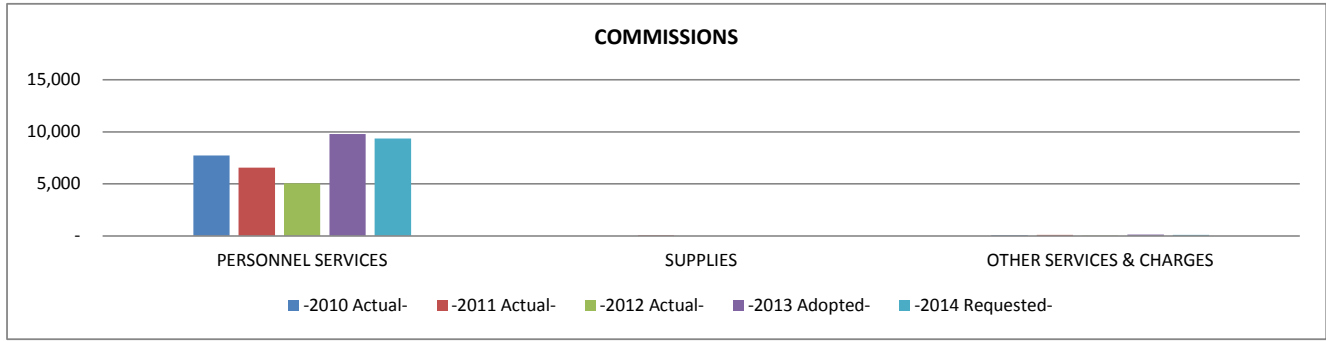 COMMISSIONS
15,000
10,000
5,000
-
PERSONNEL SERVICES SUPPLIES OTHER SERVICES & CHARGES
-2010 Actual- -2011 Actual- -2012 Actual- -2013 Adopted- -2014 Requested-